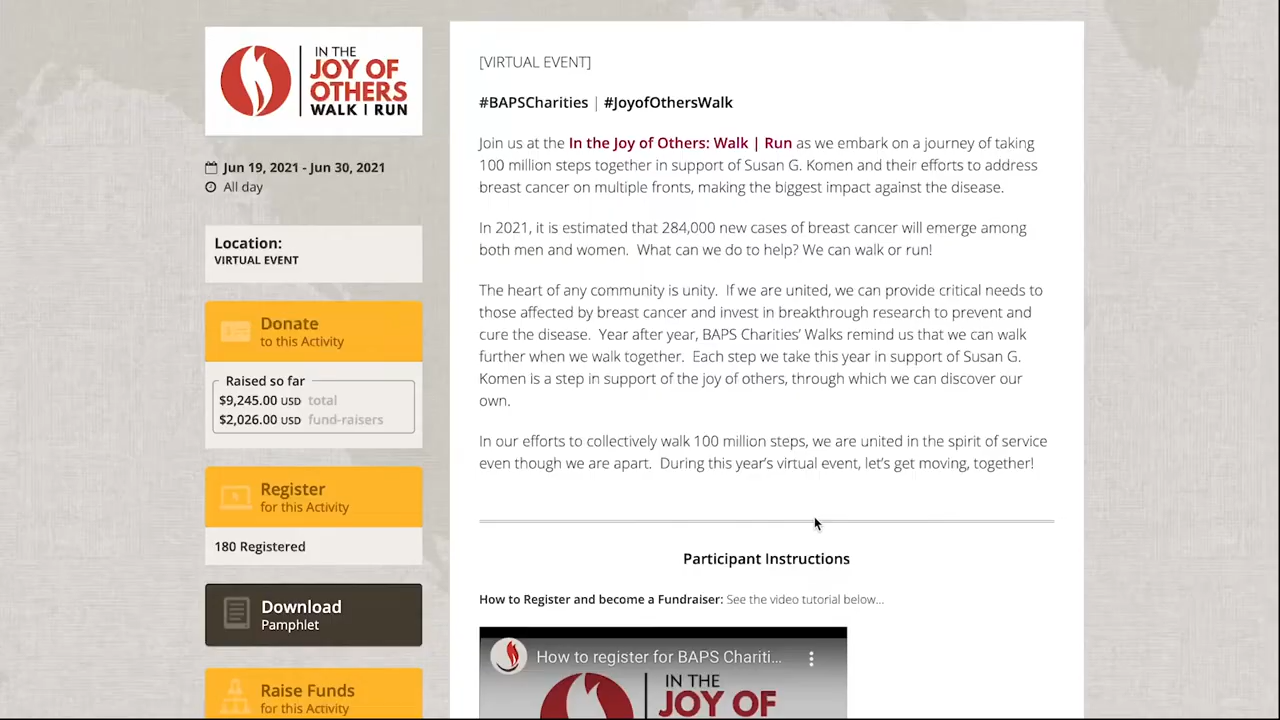 IN THE
JOY OF
OTHERS
WALK | RUN
Jun 19, 2021 - Jun 30, 2021
All day
Location:
VIRTUAL EVENT
Donate
to this Activity
Raised so far
$9,245.00 USD total
$2,026.00 USD fund-raisers
Register
for this Activity
180 Registered
Download
Pamphlet
Raise Funds
for this Activity
[VIRTUAL EVENT]
#BAPSCharities | #JoyofOthersWalk
Join us at the In the Joy of Others: Walk | Run as we embark on a journey of taking
100 million steps together in support of Susan G. Komen and their efforts to address
breast cancer on multiple fronts, making the biggest impact against the disease.
In 2021, it is estimated that 284,000 new cases of breast cancer will emerge among
both men and women. What can we do to help? We can walk or run!
The heart of any community is unity. If we are united, we can provide critical needs to
those affected by breast cancer and invest in breakthrough research to prevent and
cure the disease. Year after year, BAPS Charities' Walks remind us that we can walk
further when we walk together. Each step we take this year in support of Susan G.
Komen is a step in support of the joy of others, through which we can discover our
own.
In our efforts to collectively walk 100 million steps, we are united in the spirit of service
even though we are apart. During this year's virtual event, let's get moving, together!
Participant Instructions
How to Register and become a Fundraiser: See the video tutorial below...
How to register for BAPS Chariti...
IN THE
JOY OF